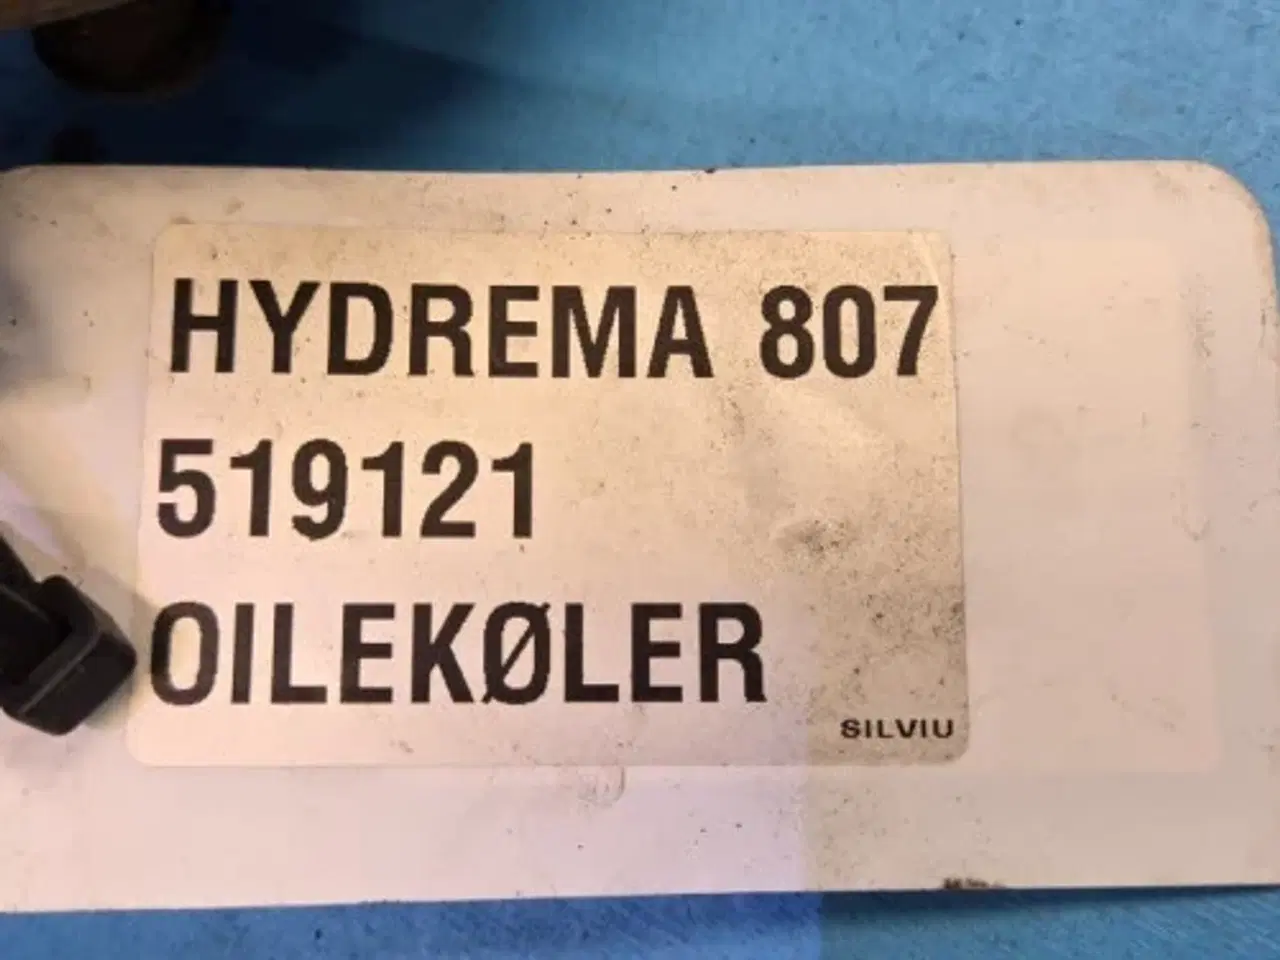 HYDREMA 807
519121
OILEKØLER
SILVIU